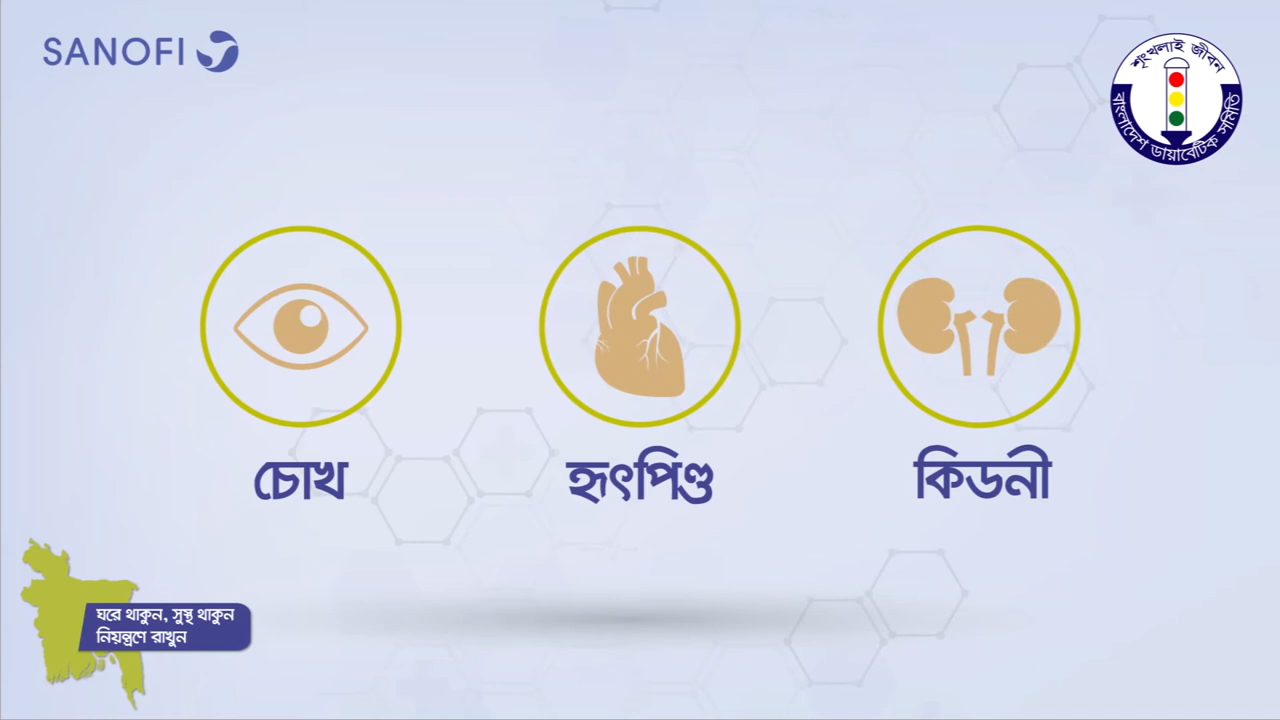 SANOFI
শৃংখলাই জীবন
বাংলাদেশ ডায়াবেটিক সমিতি
চোখ
হৃৎপিণ্ড
কিডনী
ঘরে থাকুন, সুস্থ থাকুন
নিয়ন্ত্রণে রাখুন